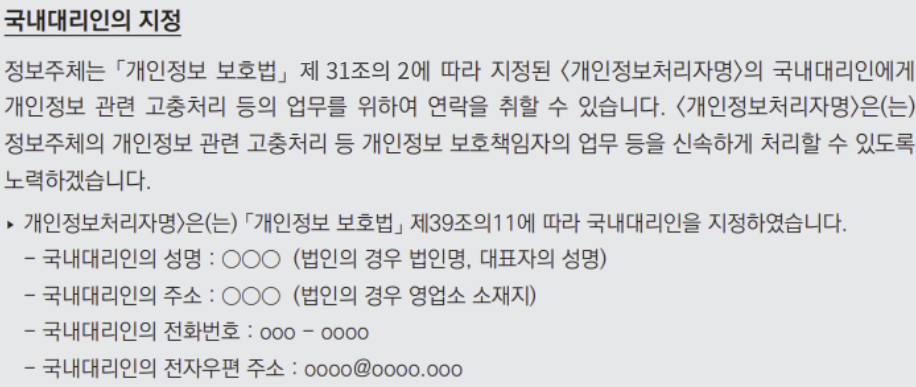 국내대리인의 지정
정보주체는 「개인정보 보호법」 제 31조의 2에 따라 지정된 〈개인정보처리자명〉의 국내대리인에게
개인정보 관련 고충처리 등의 업무를 위하여 연락을 취할 수 있습니다. 〈개인정보처리자명〉은(는)
정보주체의 개인정보 관련 고충처리 등 개인정보 보호책임자의 업무 등을 신속하게 처리할 수 있도록
노력하겠습니다.
▸ 개인정보처리자명〉은(는) 「개인정보 보호법」 제39조의11에 따라 국내대리인을 지정하였습니다.
- 국내대리인의 성명 : ○○○ (법인의 경우 법인명, 대표자의 성명)
- 국내대리인의 주소 : ○○○ (법인의 경우 영업소 소재지)
- 국내대리인의 전화번호 : ooo - oooo
- 국내대리인의 전자우편 주소 : oooo@oooo.ooo